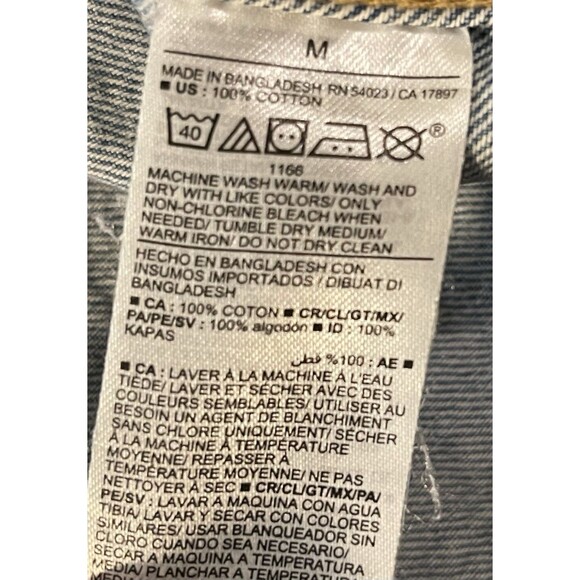 M
MADE IN BANGLADESH RN 54023 / CA 17897
■ US : 100% COTTON
40
®
1166
MACHINE WASH WARM/ WASH AND
DRY WITH LIKE COLORS/ ONLY
NON-CHLORINE BLEACH WHEN
NEEDED/ TUMBLE DRY MEDIUM/
WARM IRON/ DO NOT DRY CLEAN
HECHO EN BANGLADESH CON
INSUMOS IMPORTADOS / DIBUAT DI
BANGLADESH
■ CA : 100% COTON ■ CR/CL/GT/MX/
PA/PE/SV : 100% algodón ■ ID : 100%
KAPAS
■ AE : 100% قطن
■ CA : LAVER À LA MACHINE À L'EAU
TIÈDE/ LAVER ET SÉCHER AVEC DES
COULEURS SEMBLABLES/ UTILISER AU
BESOIN UN AGENT DE BLANCHIMENT
SANS CHLORE UNIQUEMENT/ SÉCHER
À LA MACHINE À TEMPÉRATURE
MOYENNE/ REPASSER À
TEMPÉRATURE MOYENNE/ NE PAS
NETTOYER À SEC ■ CR/CL/GT/MX/PA/
PE/SV : LAVAR A MAQUINA CON AGUA
TIBIA/ LAVAR Y SECAR CON COLORES
SIMILARES/ USAR BLANQUEADOR SIN
CLORO CUANDO SEA NECESARIO/
SECAR A MAQUINA A TEMPERATURA
MEDIA/ PLANCHAR A TEMPERATURA